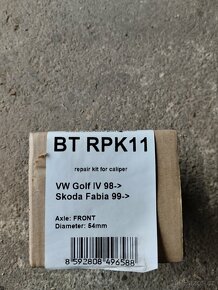 BT RPK11
repair kit for caliper
VW Golf IV 98->
Skoda Fabia 99->
Axle: FRONT
Diameter: 54mm
8 592808 496588